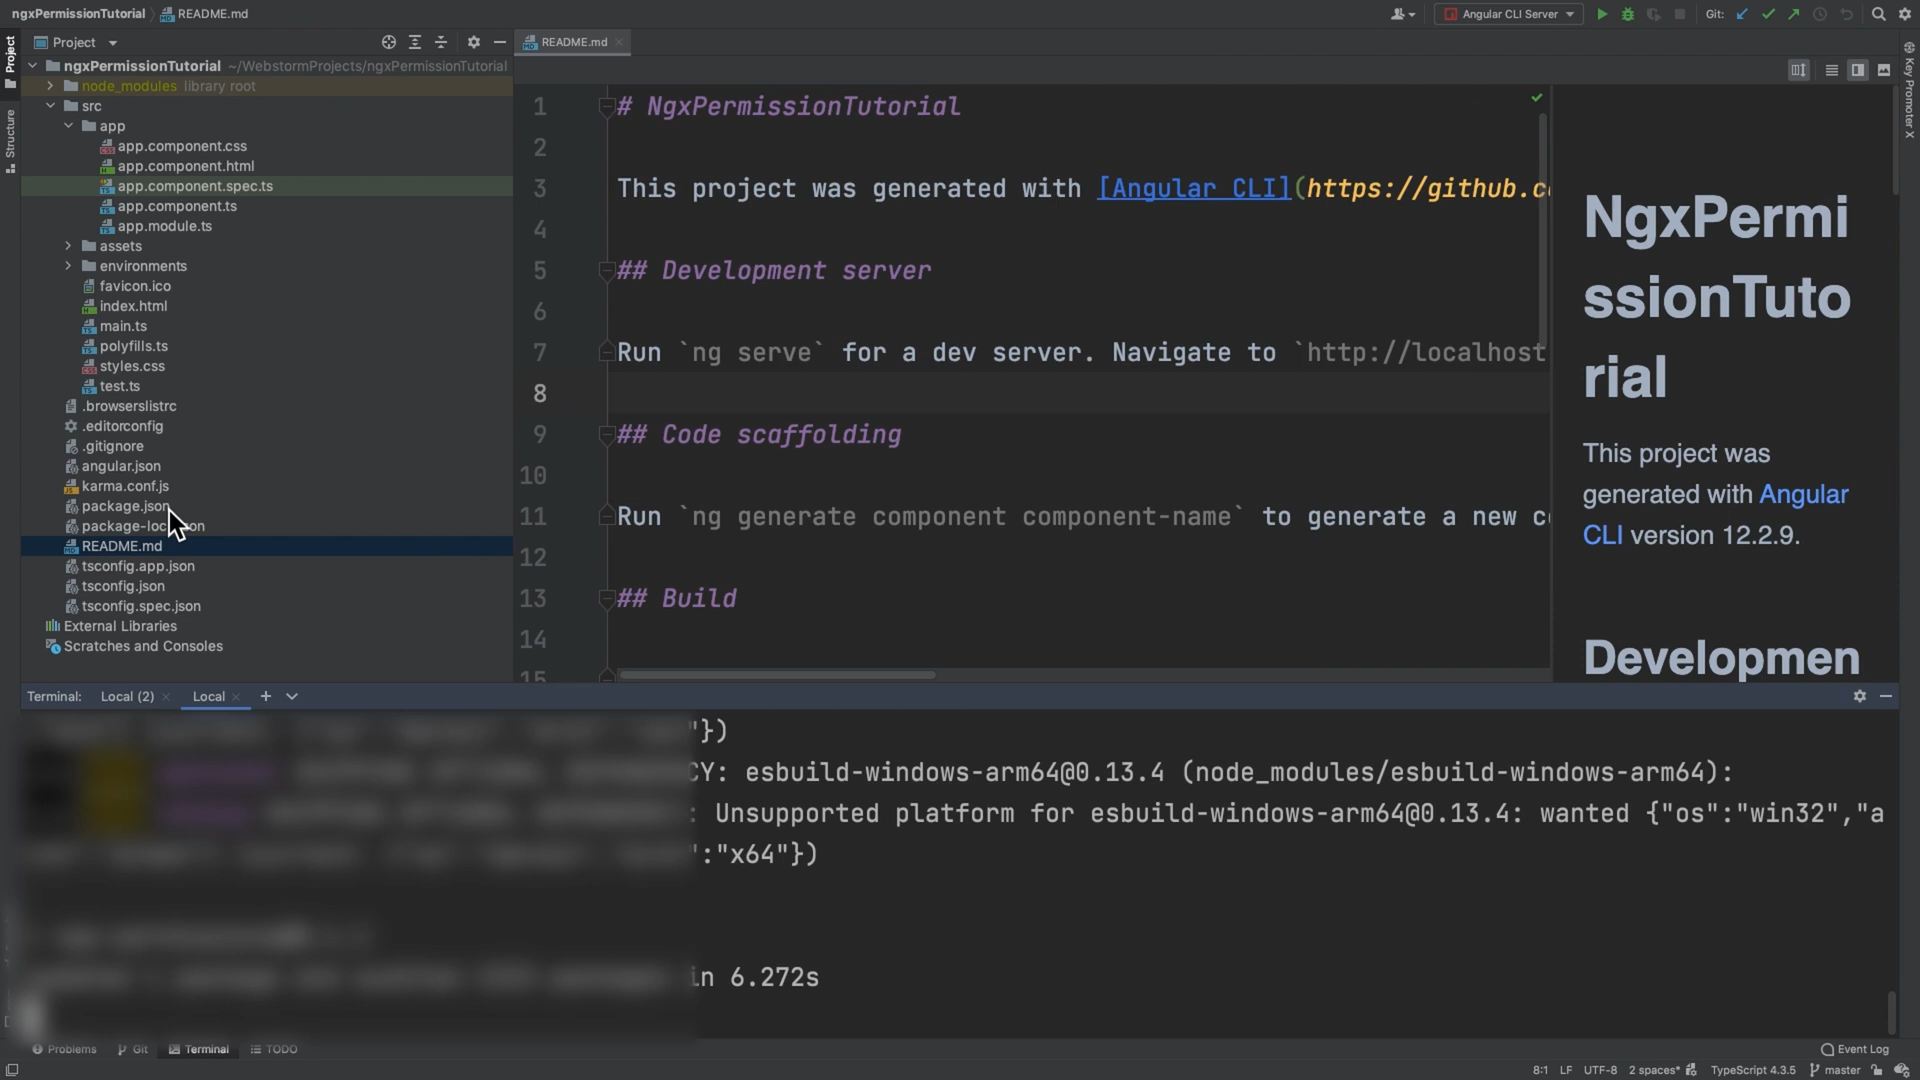 ngxPermissionTutorial README.md
Angular CLI Server Git:
Project
README.md
Project
Structure
Key Promoter X
ngxPermissionTutorial ~/WebstormProjects/ngxPermissionTutorial
node_modules library root
src
app
app.component.css
app.component.html
app.component.spec.ts
app.component.ts
app.module.ts
assets
environments
favicon.ico
index.html
main.ts
polyfills.ts
styles.css
test.ts
.browserslistrc
.editorconfig
.gitignore
angular.json
karma.conf.js
package.json
README.md
tsconfig.app.json
tsconfig.json
tsconfig.spec.json
External Libraries
Scratches and Consoles
1 # NgxPermissionTutorial
2
3 This project was generated with [Angular CLI](https://github.c
4
5 ## Development server
6
7 Run `ng serve` for a dev server. Navigate to `http://localhost
8
9 ## Code scaffolding
10
11 Run `ng generate component component-name` to generate a new c
12
13 ## Build
14
15
NgxPermi
ssionTuto
rial
This project was
generated with Angular
CLI version 12.2.9.
Developmen
Terminal: Local (2) Local
"})
CY: esbuild-windows-arm64@0.13.4 (node_modules/esbuild-windows-arm64):
: Unsupported platform for esbuild-windows-arm64@0.13.4: wanted {"os":"win32","a
":"x64"})
in 6.272s
Problems Git Terminal TODO
Event Log
8:1 LF UTF-8 2 spaces* TypeScript 4.3.5 master